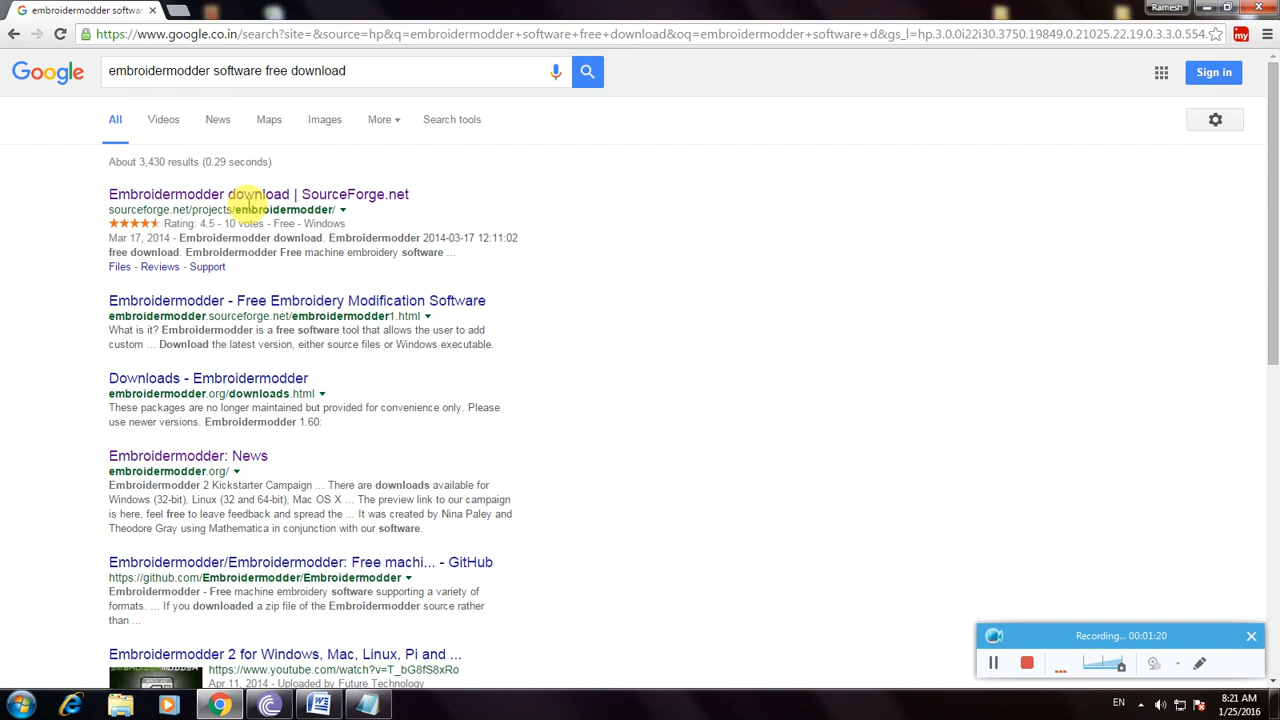 embroidermodder softwa
Ramesh
https://www.google.co.in/search?site=&source=hp&q=embroidermodder+software+free+download&oq=embroidermodder+software+d&gs_l=hp.3.0.0i22i30.3750.19849.0.21025.22.19.0.3.3.0.554.
my
Google
embroidermodder software free download
Sign in
All Videos News Maps Images More Search tools
About 3,430 results (0.29 seconds)
Embroidermodder download | SourceForge.net
sourceforge.net/projects/embroidermodder/
Rating: 4.5 - 10 votes - Free - Windows
Mar 17, 2014 - Embroidermodder download. Embroidermodder 2014-03-17 12:11:02
free download. Embroidermodder Free machine embroidery software ...
Files - Reviews - Support
Embroidermodder - Free Embroidery Modification Software
embroidermodder.sourceforge.net/embroidermodder1.html
What is it? Embroidermodder is a free software tool that allows the user to add
custom ... Download the latest version, either source files or Windows executable.
Downloads - Embroidermodder
embroidermodder.org/downloads.html
These packages are no longer maintained but provided for convenience only. Please
use newer versions. Embroidermodder 1.60:
Embroidermodder: News
embroidermodder.org/
Embroidermodder 2 Kickstarter Campaign ... There are downloads available for
Windows (32-bit), Linux (32 and 64-bit), Mac OS X ... The preview link to our campaign
is here, feel free to leave feedback and spread the ... It was created by Nina Paley and
Theodore Gray using Mathematica in conjunction with our software.
Embroidermodder/Embroidermodder: Free machi... - GitHub
https://github.com/Embroidermodder/Embroidermodder
Embroidermodder - Free machine embroidery software supporting a variety of
formats. ... If you downloaded a zip file of the Embroidermodder source rather
than ...
Recording... 00:01:20
Embroidermodder 2 for Windows, Mac, Linux, Pi and ...
https://www.youtube.com/watch?v=T_bG8fS8xRo
Apr 11, 2014 - Uploaded by Future Technology
EN
8:21 AM
1/25/2016